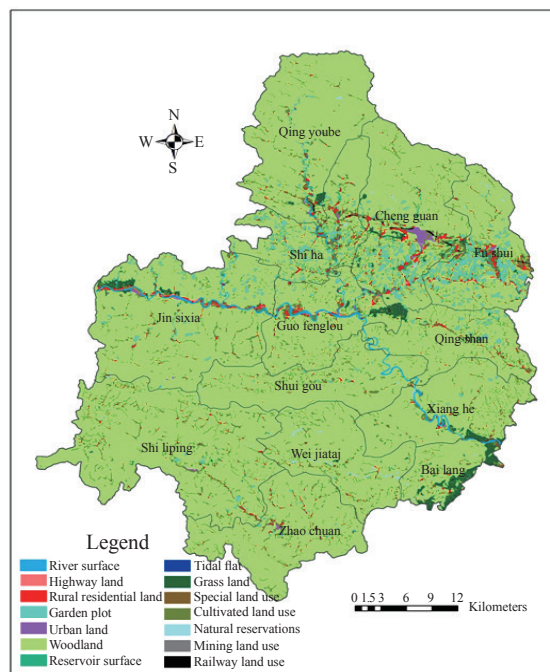 N
W E
S
Qing yoube
Cheng guan
Shi ha
Fu shui
Jin sixia
Guo fenglou
Qing shan
Shui gou
Xiang he
Shi liping
Wei jiataj
Bai lang
Zhao chuan
Legend
River surface
Highway land
Rural residential land
Garden plot
Urban land
Woodland
Reservoir surface
Tidal flat
Grass land
Special land use
Cultivated land use
Natural reservations
Mining land use
Railway land use
0 1.5 3 6 9 12
Kilometers